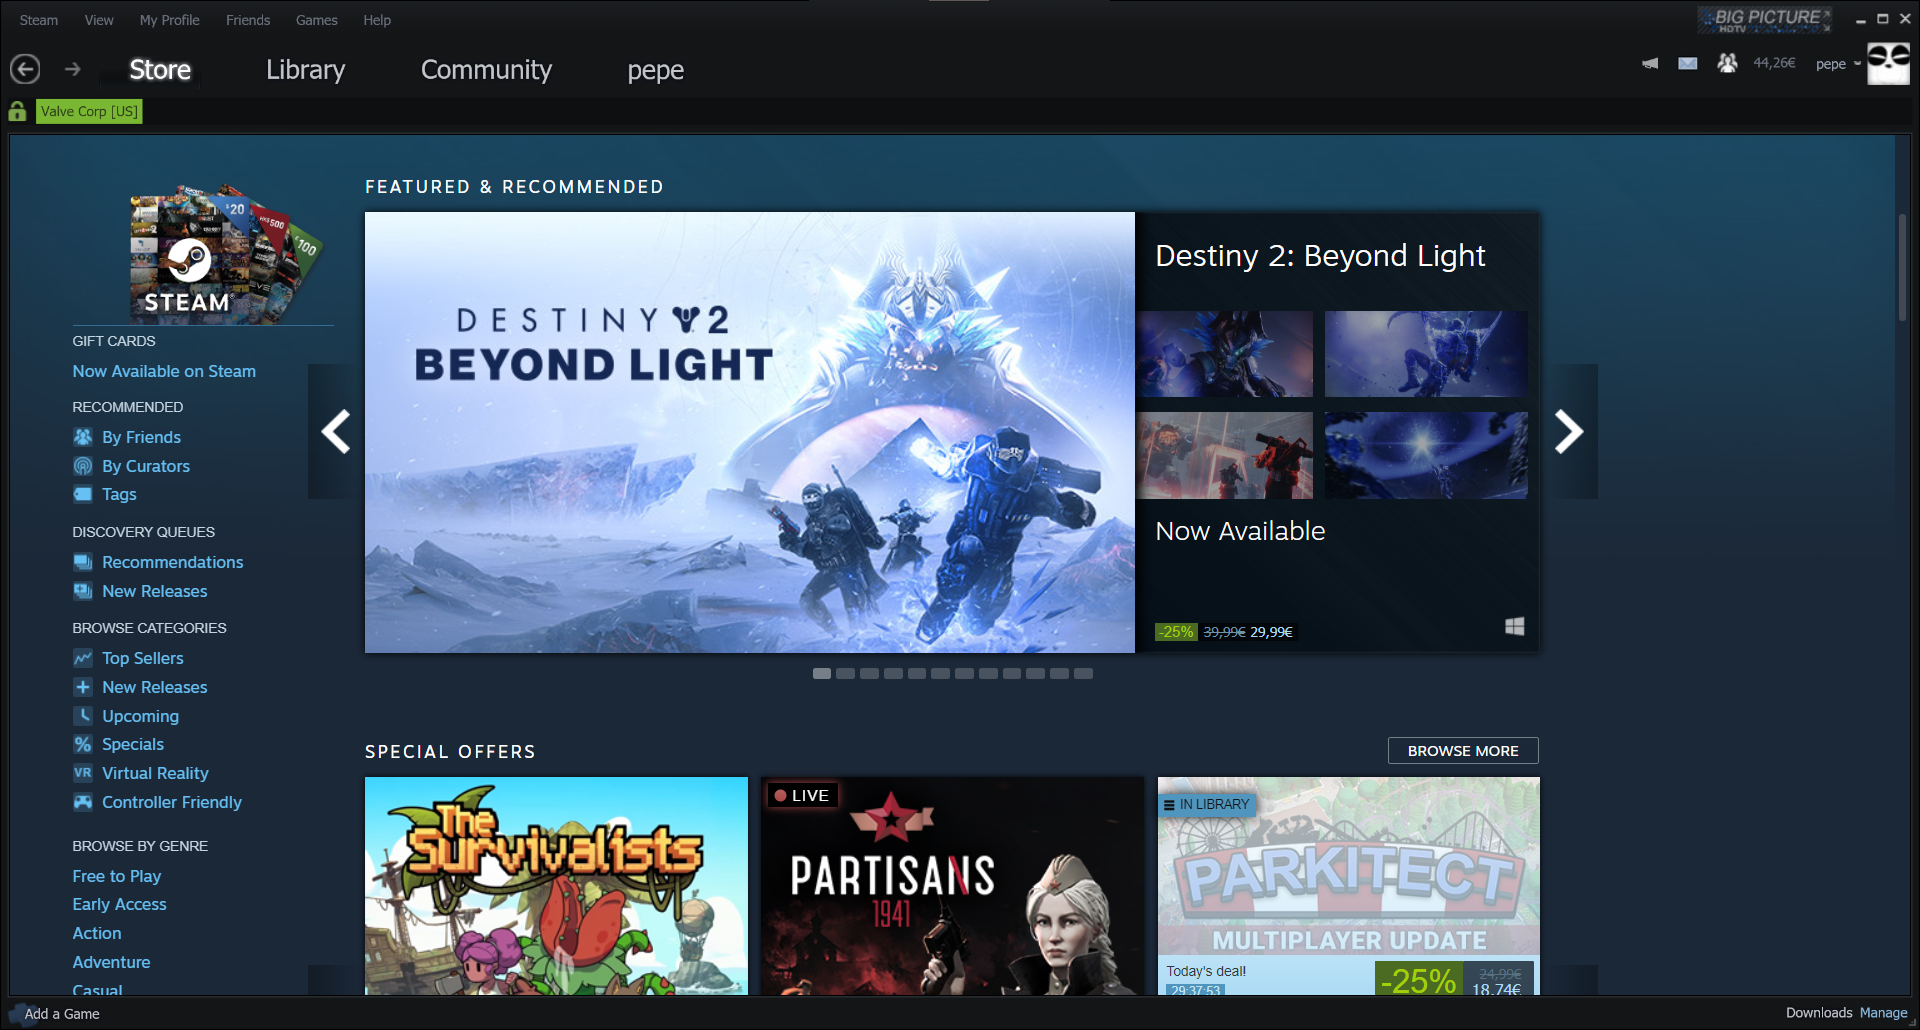 Steam View My Profile Friends Games Help
BIG PICTURE
HDTV
Store Library Community pepe
44,26€ pepe
Valve Corp [US]
$20
HK$ 500
€100
STEAM®
GIFT CARDS
Now Available on Steam
RECOMMENDED
By Friends
By Curators
Tags
DISCOVERY QUEUES
Recommendations
New Releases
BROWSE CATEGORIES
Top Sellers
New Releases
Upcoming
% Specials
VR Virtual Reality
Controller Friendly
BROWSE BY GENRE
Free to Play
Early Access
Action
Adventure
Casual
FEATURED & RECOMMENDED
DESTINY 2
BEYOND LIGHT
Destiny 2: Beyond Light
Now Available
-25% 39,99€ 29,99€
SPECIAL OFFERS
BROWSE MORE
The
Survivalists
LIVE
PARTISANS
1941
IN LIBRARY
PARKITECT
MULTIPLAYER UPDATE
Today's deal!
29:37:53
-25%
24,99€
18,74€
Add a Game
Downloads Manage